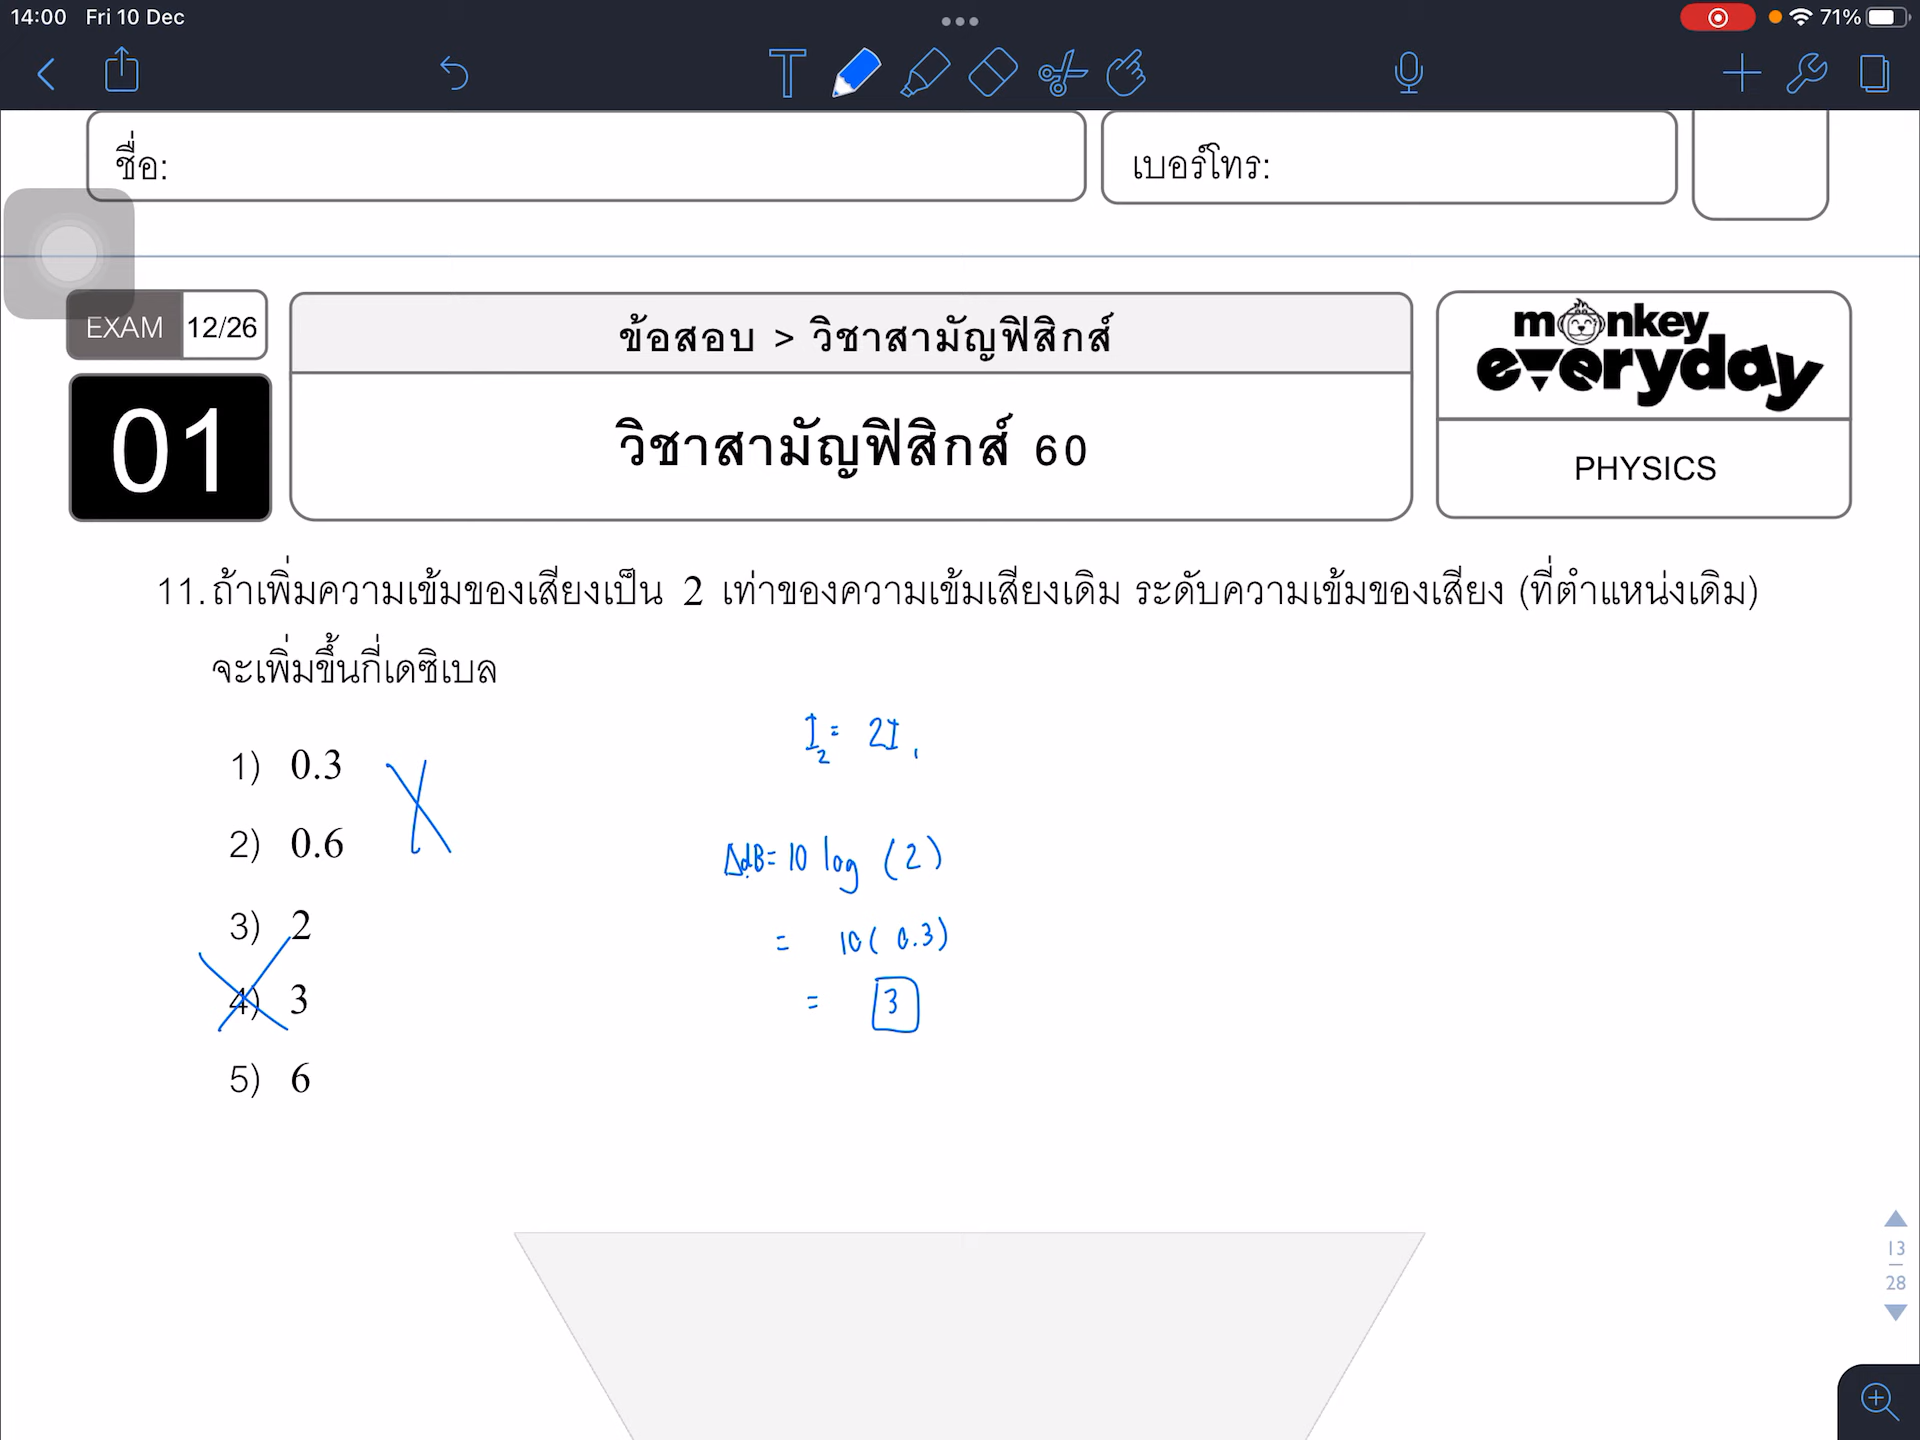 14:00 Fri 10 Dec
71%
ชื่อ:
เบอร์โทร:
EXAM 12/26
01
ข้อสอบ > วิชาสามัญฟิสิกส์
วิชาสามัญฟิสิกส์ 60
monkey
everyday
PHYSICS
11. ถ้าเพิ่มความเข้มของเสียงเป็น 2 เท่าของความเข้มเสียงเดิม ระดับความเข้มของเสียง (ที่ตำแหน่งเดิม)
จะเพิ่มขึ้นกี่เดซิเบล
1) 0.3
2) 0.6
3) 2
4) 3
5) 6
I₂ = 2I₁
ΔdB = 10 log (2)
= 10 (0.3)
= 3
13
28